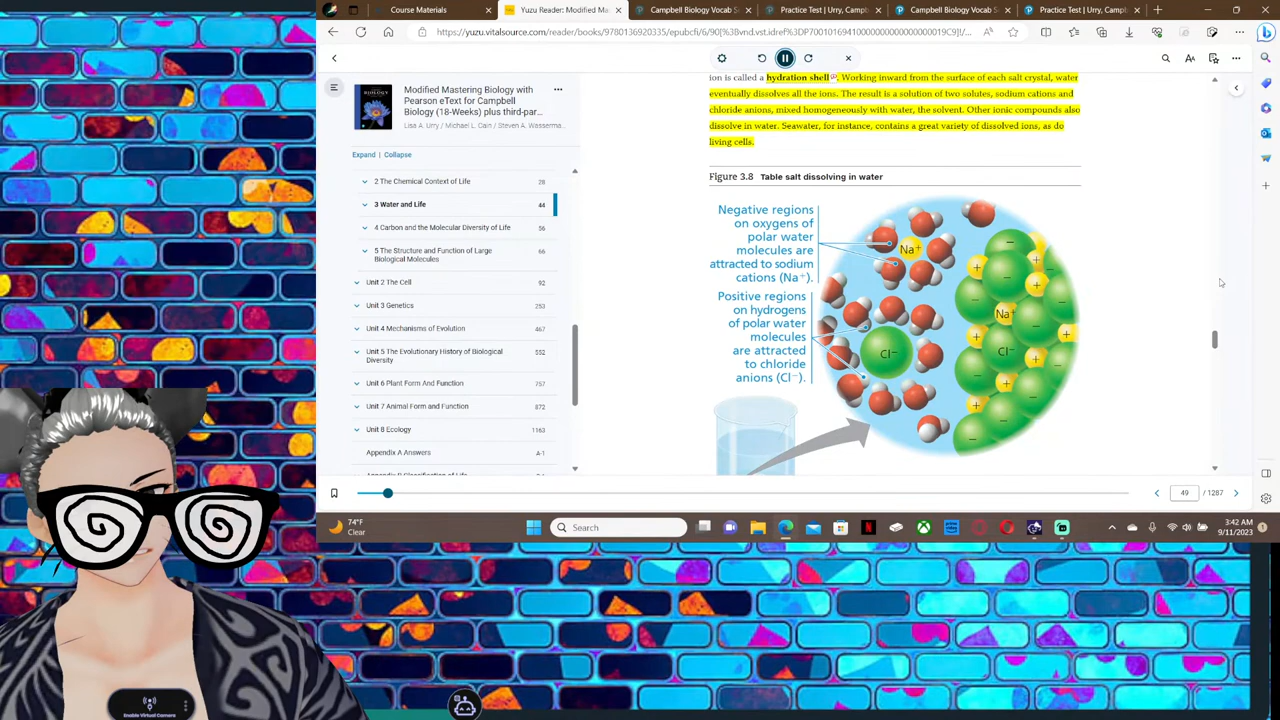 Course Materials
Yuzu Reader: Modified Ma
Campbell Biology Vocab S
Practice Test | Urry, Camp
Campbell Biology Vocab S
Test | Urry, Campb
https://yuzu.vitalsource.com/reader/books/9780136920335/epubcfi/6/90[%3Bvnd.vst.idref%3DP70010169410000000000000000019C9]!/...
Modified Mastering Biology with
Pearson eText for Campbell
Biology (18-Weeks) plus third-par...
Lisa A. Urry / Michael L. Cain / Steven A. Wasserma...
Expand | Collapse
2 The Chemical Context of Life 28
3 Water and Life 44
4 Carbon and the Molecular Diversity of Life 56
5 The Structure and Function of Large
Biological Molecules 66
Unit 2 The Cell 92
Unit 3 Genetics 253
Unit 4 Mechanisms of Evolution 467
Unit 5 The Evolutionary History of Biological
Diversity 552
Unit 6 Plant Form And Function 757
Unit 7 Animal Form and Function 872
Unit 8 Ecology 1163
Appendix A Answers A-1
ion is called a hydration shell. Working inward from the surface of each salt crystal, water
eventually dissolves all the ions. The result is a solution of two solutes, sodium cations and
chloride anions, mixed homogeneously with water, the solvent. Other ionic compounds also
dissolve in water. Seawater, for instance, contains a great variety of dissolved ions, as do
living cells.
Figure 3.8 Table salt dissolving in water
Negative regions
on oxygens of
polar water
molecules are
attracted to sodium
cations (Na⁺).
Positive regions
on hydrogens
of polar water
molecules
are attracted
to chloride
anions (Cl⁻).
Na⁺
Cl⁻
Na⁺
Cl⁻
49 / 1287
74°F
Clear
Search
3:42 AM
9/11/2023
Enable Virtual Camera